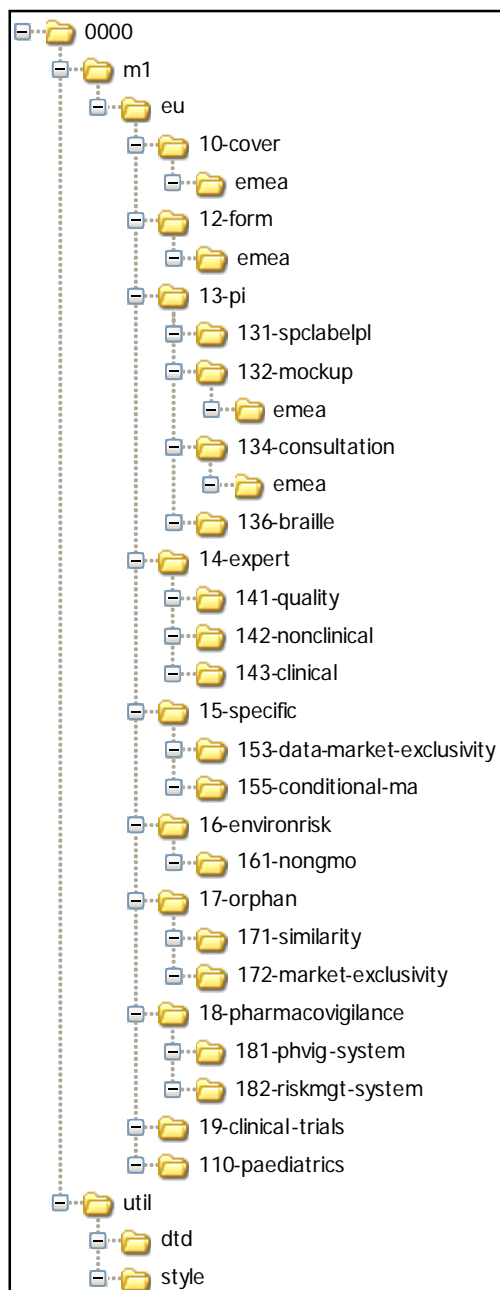 0000
m1
eu
10-cover
emea
12-form
emea
13-pi
131-spclabelpl
132-mockup
emea
134-consultation
emea
136-braille
14-expert
141-quality
142-nonclinical
143-clinical
15-specific
153-data-market-exclusivity
155-conditional-ma
16-environrisk
161-nongmo
17-orphan
171-similarity
172-market-exclusivity
18-pharmacovigilance
181-phvig-system
182-riskmgt-system
19-clinical-trials
110-paediatrics
util
dtd
style